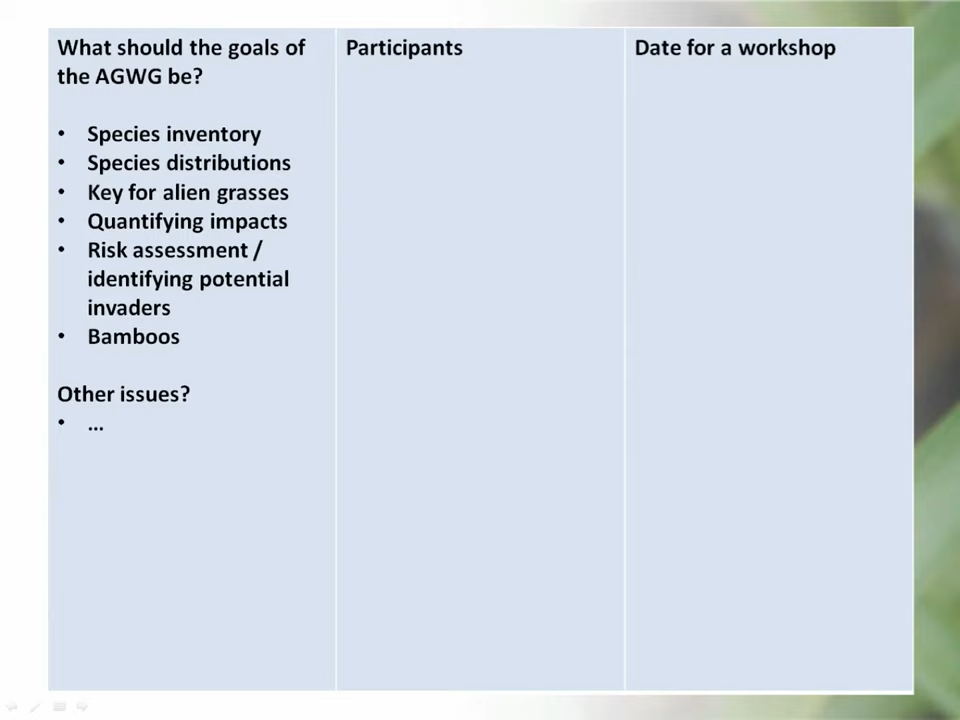 What should the goals of
the AGWG be?
• Species inventory
• Species distributions
• Key for alien grasses
• Quantifying impacts
• Risk assessment /
identifying potential
invaders
• Bamboos
Other issues?
• ...
Participants
Date for a workshop